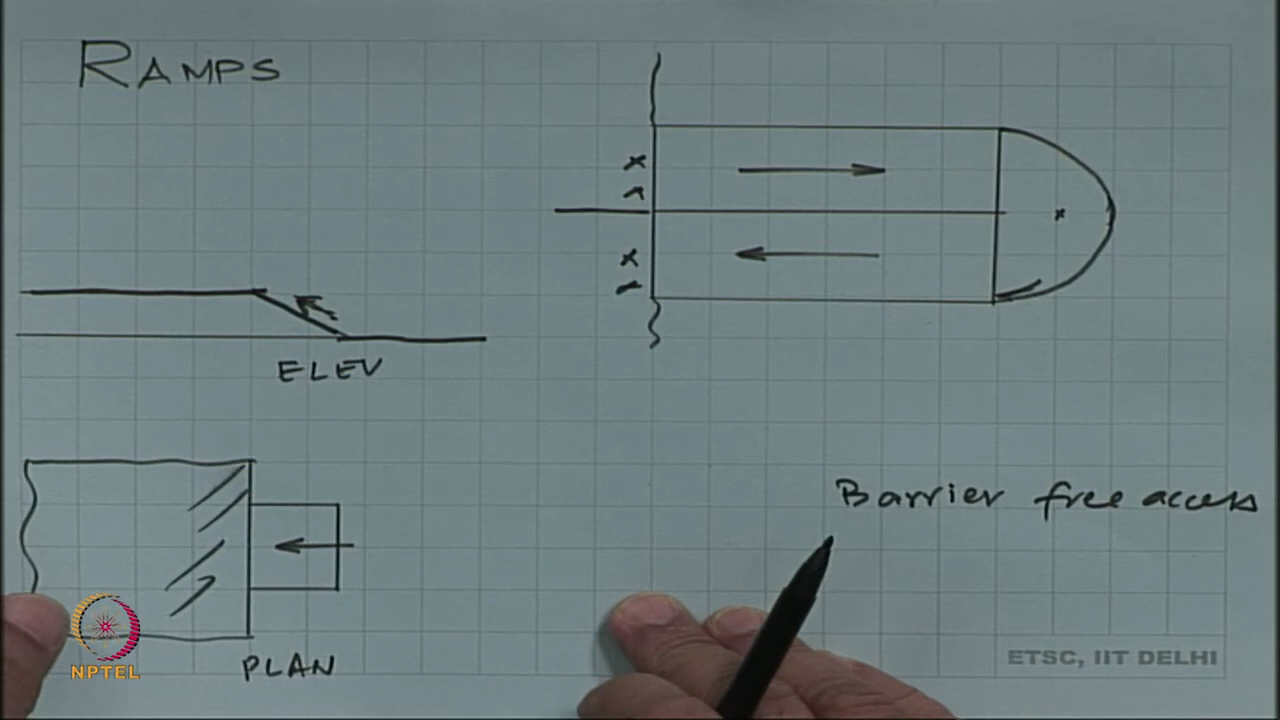 RAMPS
ELEV
Barrier free access
PLAN
NPTEL
ETSC, IIT DELHI